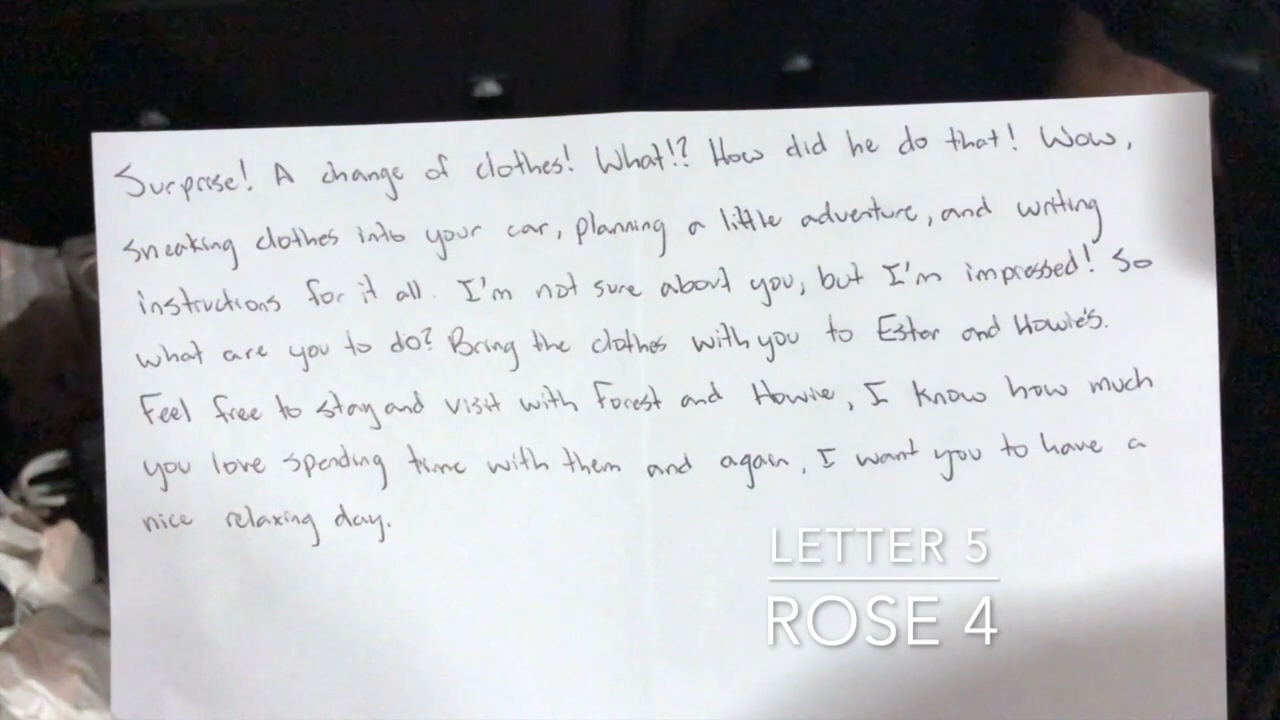 Surprise! A change of clothes! What!? How did he do that! Wow,
sneaking clothes into your car, planning a little adventure, and writing
instructions for it all. I'm not sure about you, but I'm impressed! So
what are you to do? Bring the clothes with you to Ester and Howie's.
Feel free to stay and visit with Forest and Howie, I know how much
you love spending time with them and again, I want you to have a
nice relaxing day.
LETTER 5
ROSE 4